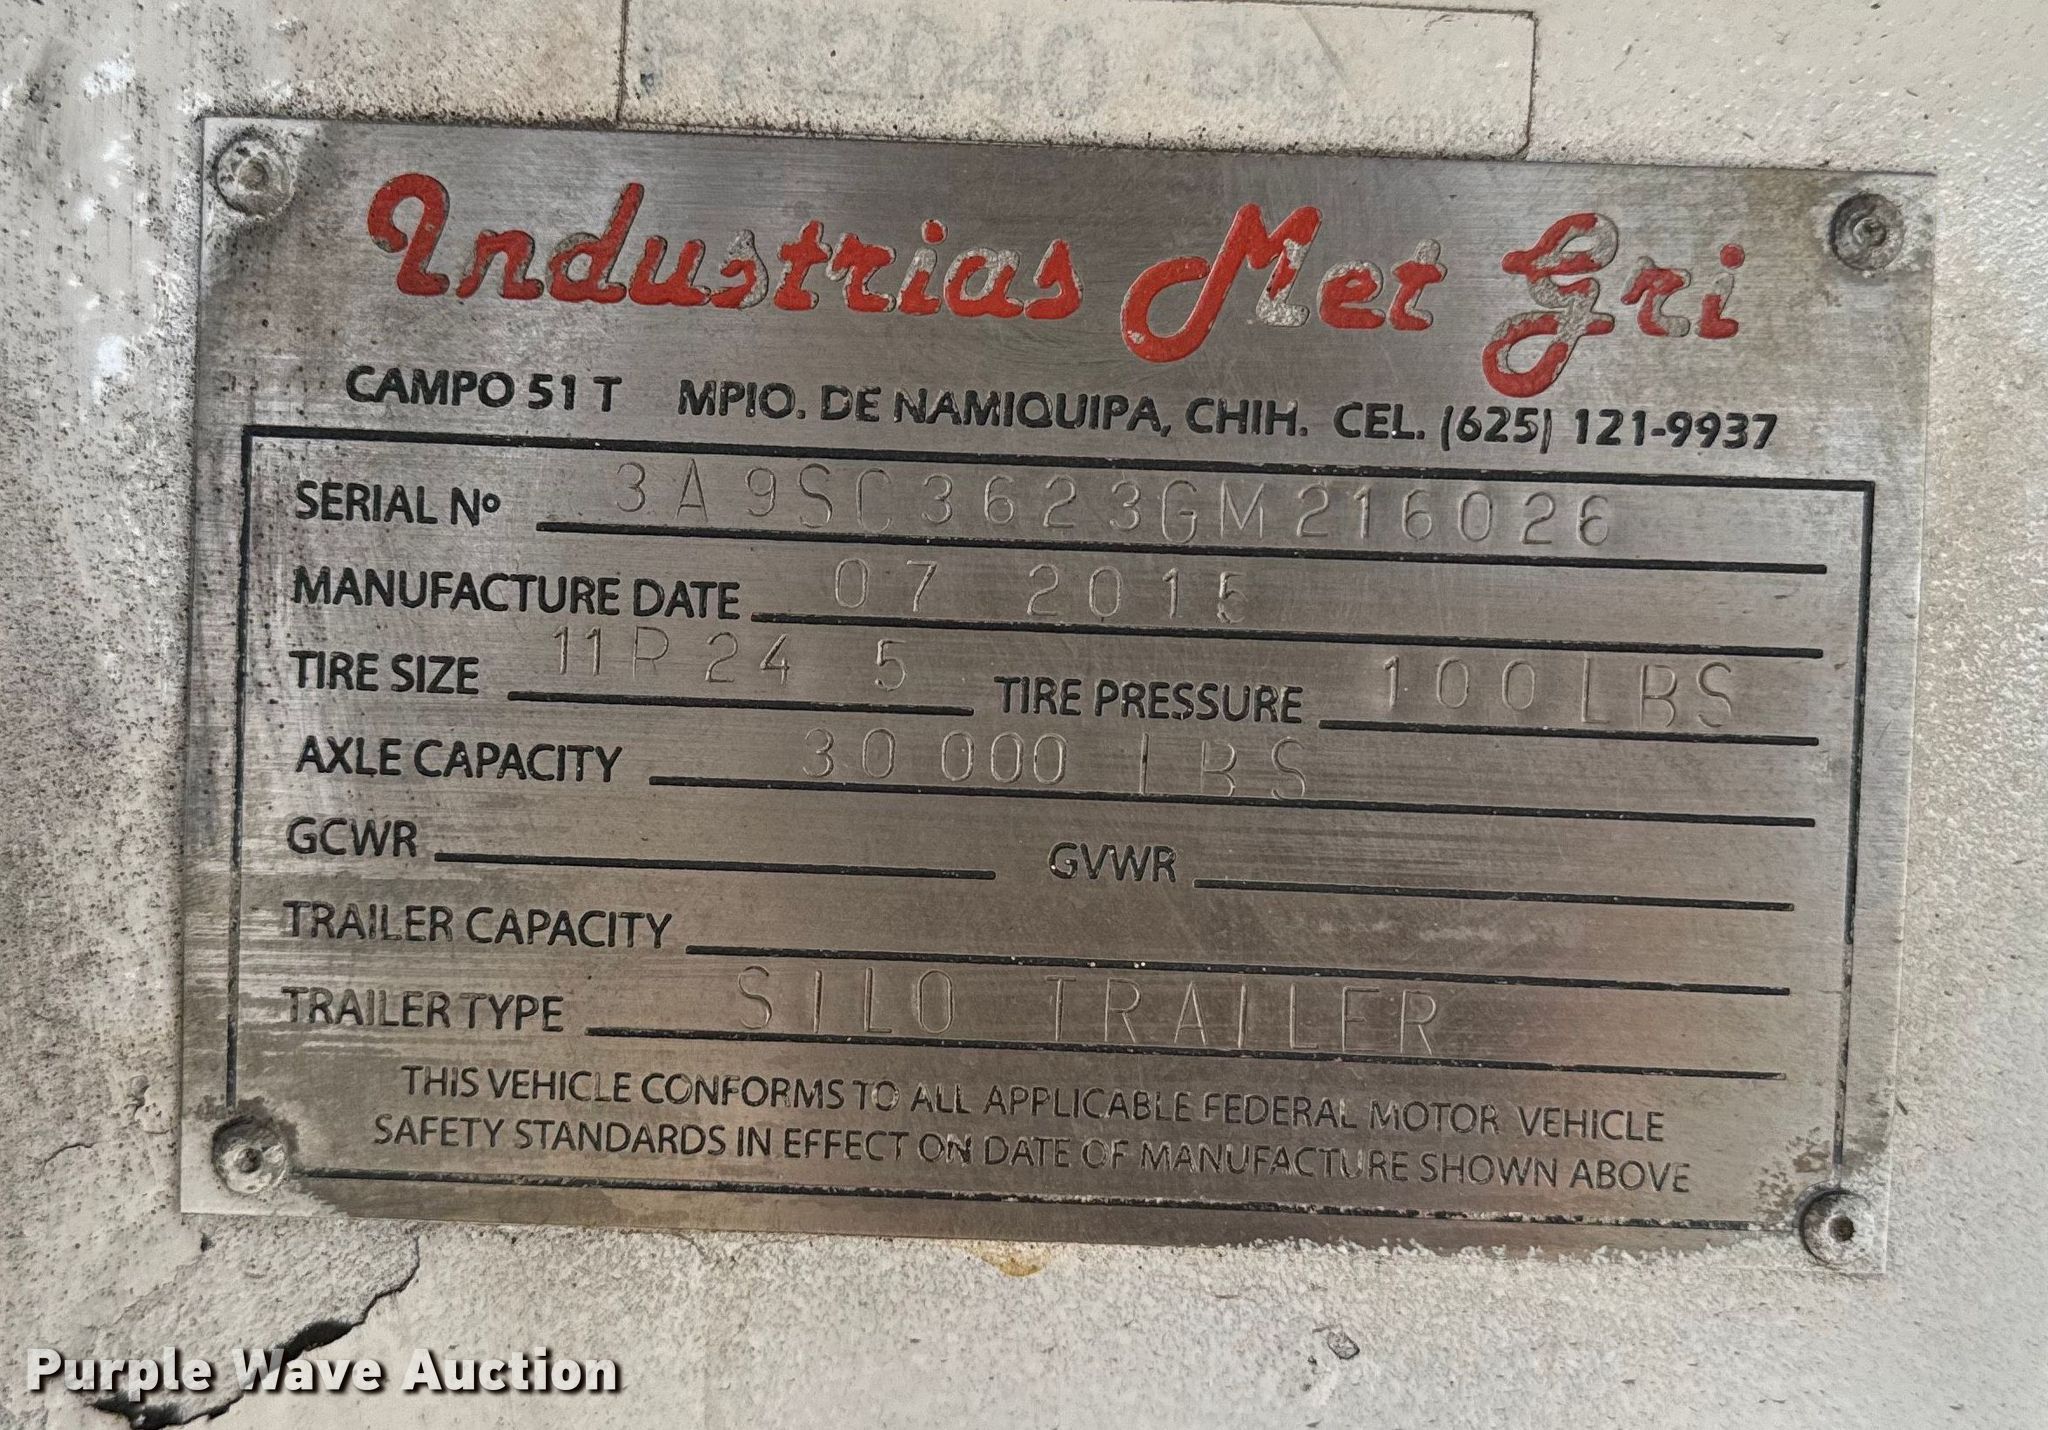 Industrias Met Gri
CAMPO 51 T MPIO. DE NAMIQUIPA, CHIH. CEL. (625) 121-9937
SERIAL Nº 3A9SC3623GM216026
MANUFACTURE DATE 07 2015
TIRE SIZE 11R 24 5 TIRE PRESSURE 100LBS
AXLE CAPACITY 30 000 LBS
GCWR GVWR
TRAILER CAPACITY
TRAILER TYPE SILO TRAILER
THIS VEHICLE CONFORMS TO ALL APPLICABLE FEDERAL MOTOR VEHICLE
SAFETY STANDARDS IN EFFECT ON DATE OF MANUFACTURE SHOWN ABOVE
Purple Wave Auction